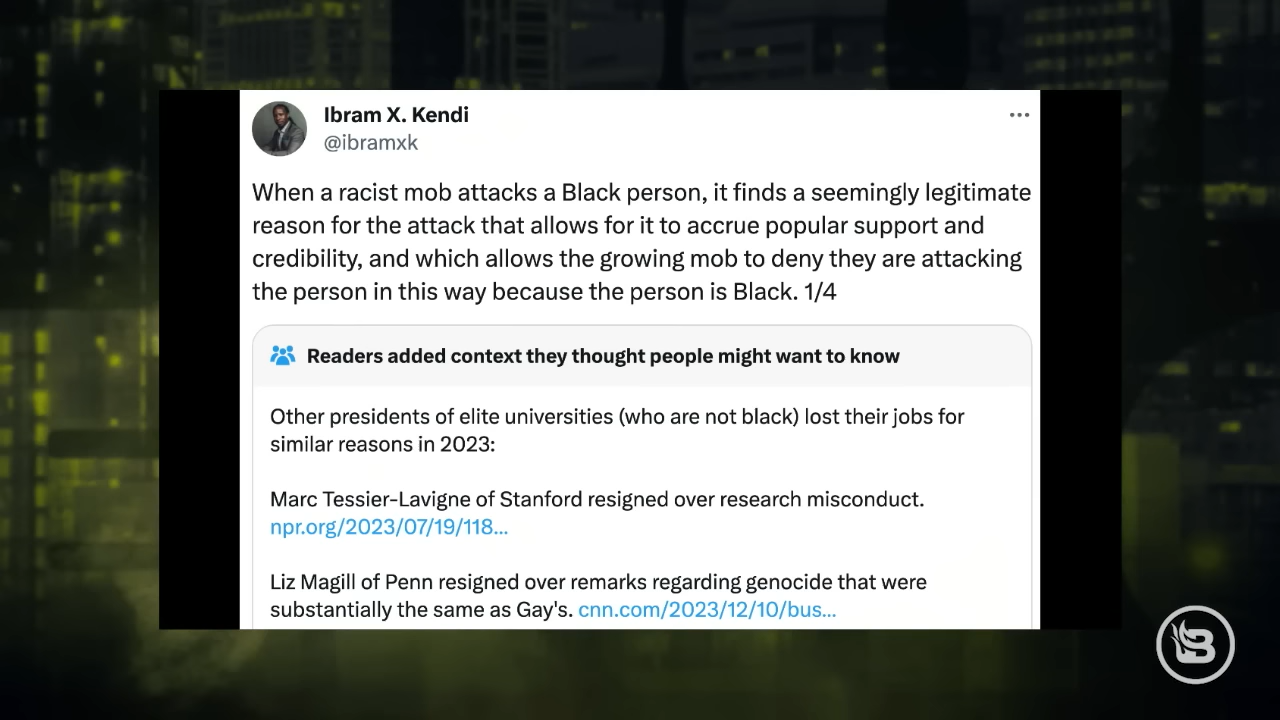 Ibram X. Kendi
@ibramxk
When a racist mob attacks a Black person, it finds a seemingly legitimate
reason for the attack that allows for it to accrue popular support and
credibility, and which allows the growing mob to deny they are attacking
the person in this way because the person is Black. 1/4
Readers added context they thought people might want to know
Other presidents of elite universities (who are not black) lost their jobs for
similar reasons in 2023:
Marc Tessier-Lavigne of Stanford resigned over research misconduct.
npr.org/2023/07/19/118...
Liz Magill of Penn resigned over remarks regarding genocide that were
substantially the same as Gay's. cnn.com/2023/12/10/bus...
B